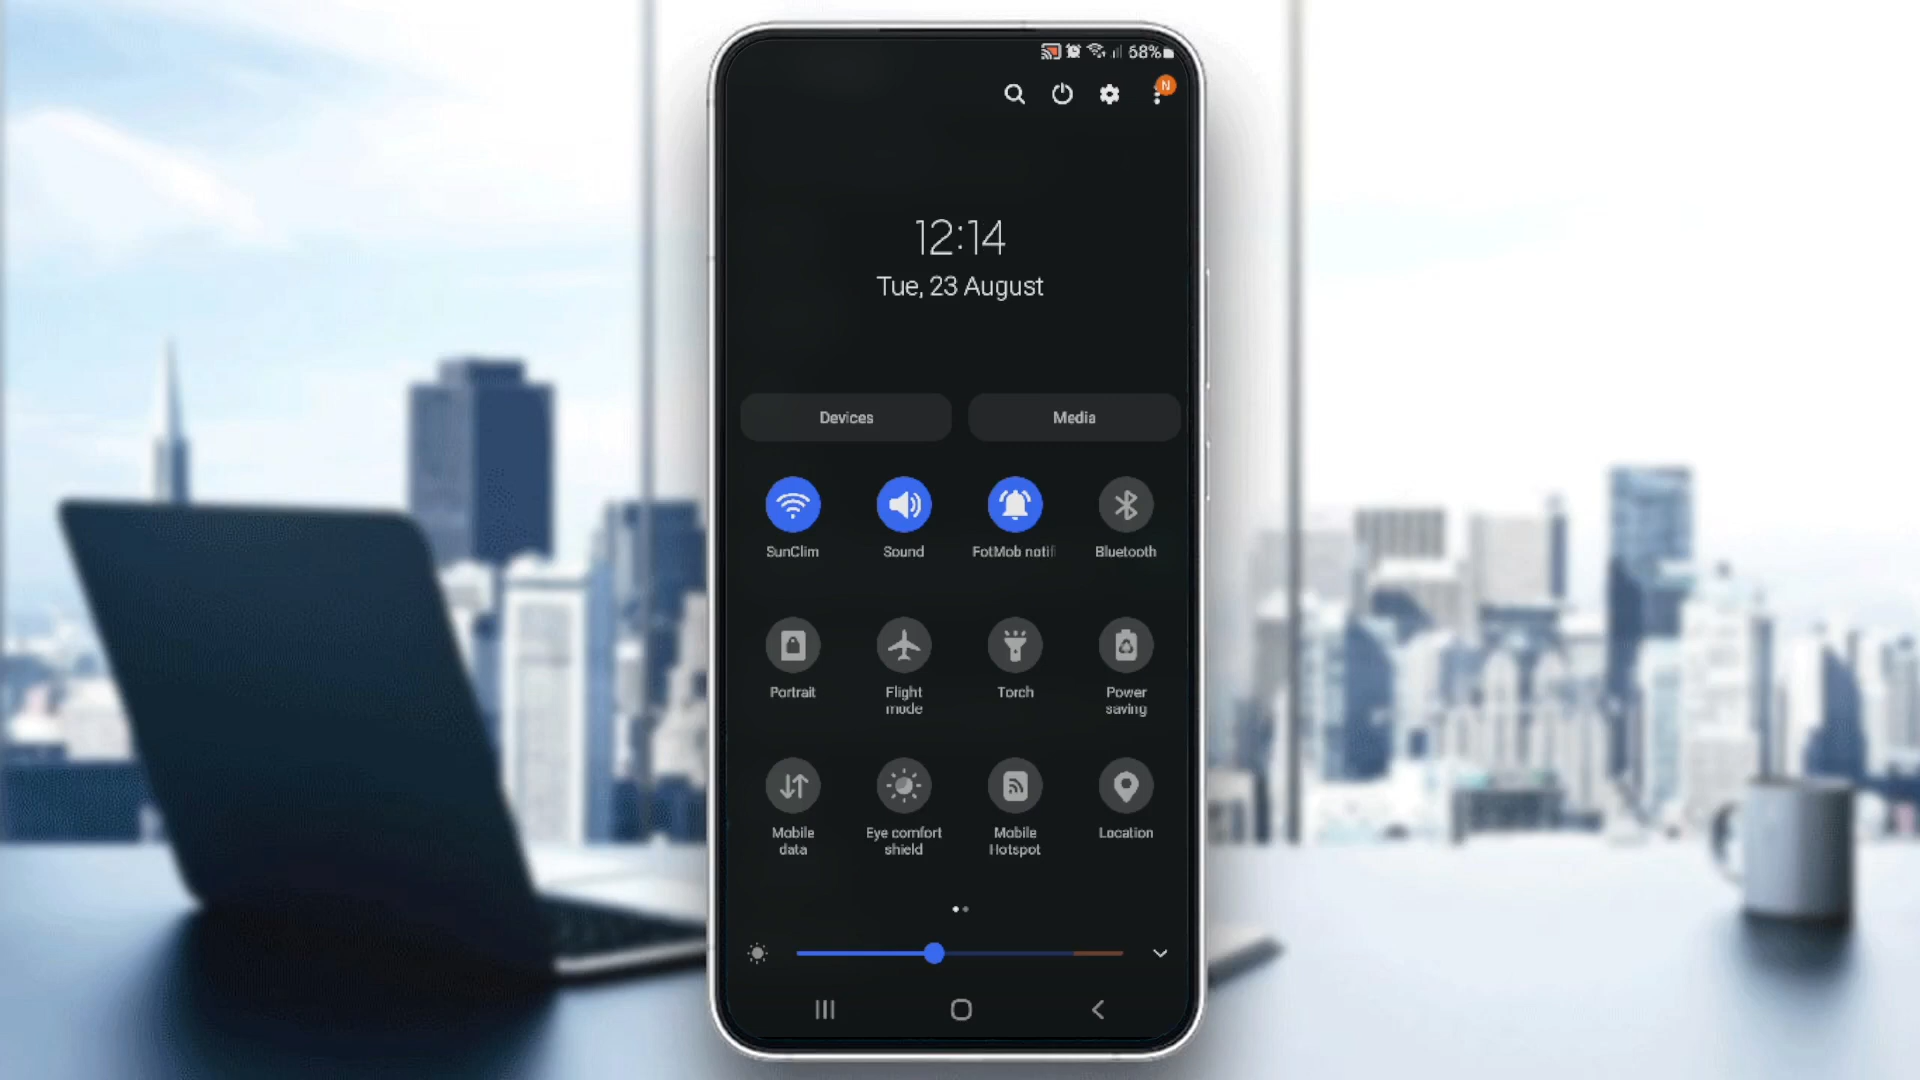 68%
N
12:14
Tue, 23 August
Devices Media
SunClim Sound FotMob notifi Bluetooth
Portrait Flight mode Torch Power saving
Mobile data Eye comfort shield Mobile Hotspot Location